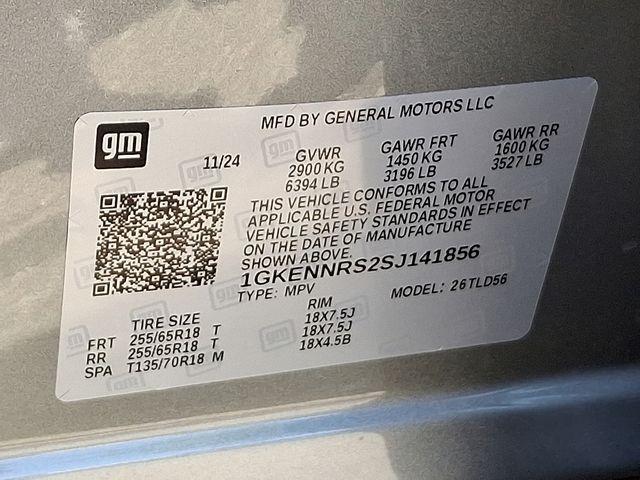 MFD BY GENERAL MOTORS LLC
gm
11/24
GVWR GAWR FRT GAWR RR
2900 KG 1450 KG 1600 KG
6394 LB 3196 LB 3527 LB
THIS VEHICLE CONFORMS TO ALL
APPLICABLE U.S. FEDERAL MOTOR
VEHICLE SAFETY STANDARDS IN EFFECT
ON THE DATE OF MANUFACTURE
SHOWN ABOVE.
1GKENNRS2SJ141856
TYPE: MPV MODEL: 26TLD56
TIRE SIZE RIM
FRT 255/65R18 T 18X7.5J
RR 255/65R18 T 18X7.5J
SPA T135/70R18 M 18X4.5B